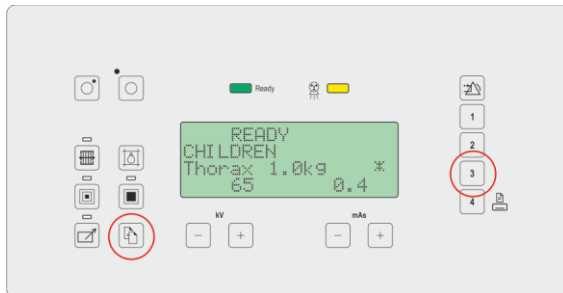 Ready
READY
CHILDREN
Thorax 1.0kg
65 0.4
kV
mAs
- +
- +
1
2
3
4